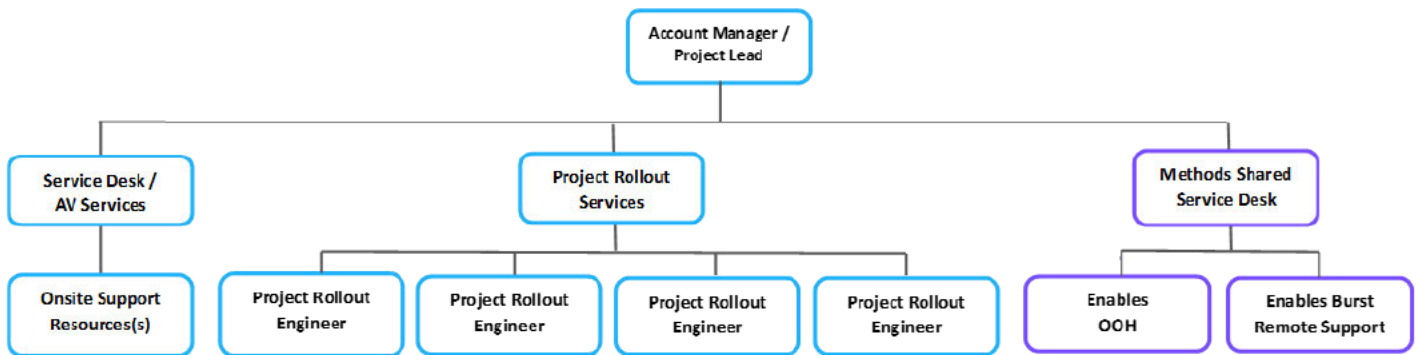 Account Manager /
Project Lead
Service Desk /
AV Services
Project Rollout
Services
Methods Shared
Service Desk
Onsite Support
Resources(s)
Project Rollout
Engineer
Project Rollout
Engineer
Project Rollout
Engineer
Project Rollout
Engineer
Enables
OOH
Enables Burst
Remote Support